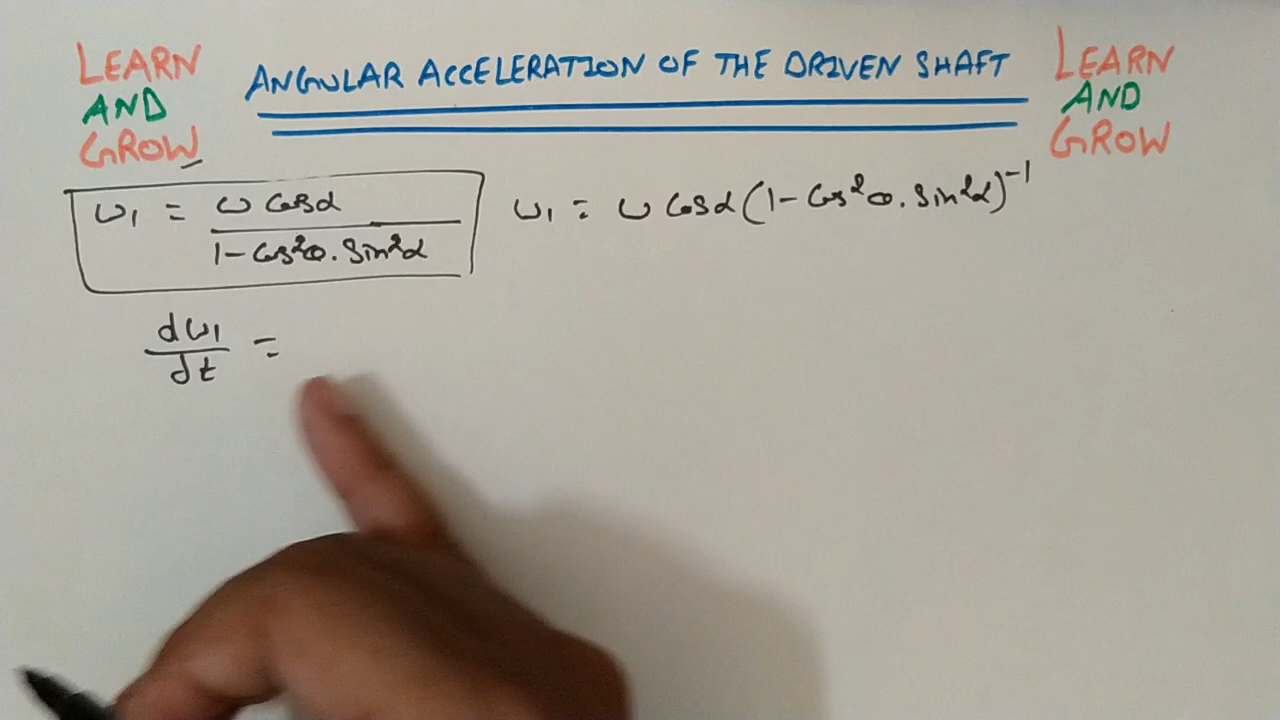 LEARN
AND
GROW
ANGULAR ACCELERATION OF THE DRIVEN SHAFT
LEARN
AND
GROW
ω₁ = ω Cosα / 1 - Cos²θ . Sin²α
ω₁ = ω Cosα (1 - Cos²θ . Sin²α)⁻¹
dω₁ / dt =